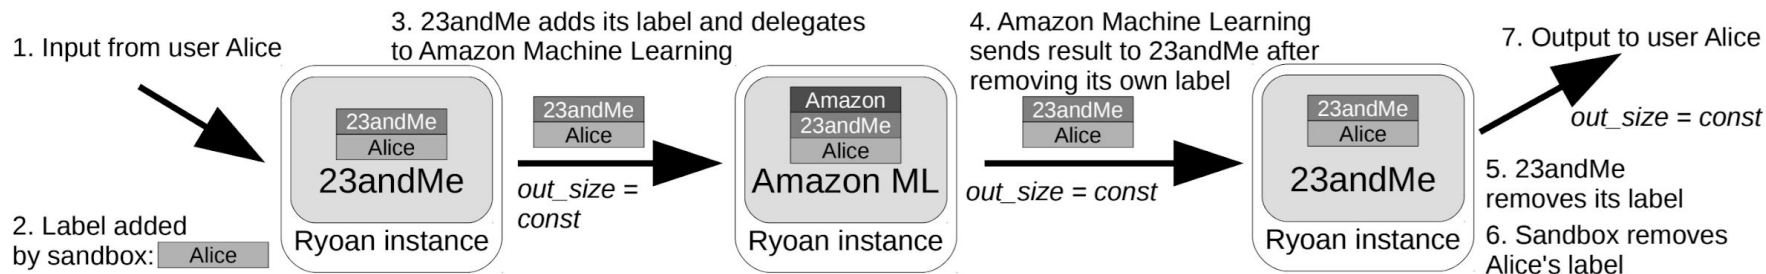 1. Input from user Alice
2. Label added
by sandbox: Alice
23andMe
Alice
23andMe
Ryoan instance
3. 23andMe adds its label and delegates
to Amazon Machine Learning
23andMe
Alice
out_size =
const
Amazon
23andMe
Alice
Amazon ML
Ryoan instance
4. Amazon Machine Learning
sends result to 23andMe after
removing its own label
23andMe
Alice
out_size = const
23andMe
Alice
23andMe
Ryoan instance
5. 23andMe
removes its label
6. Sandbox removes
Alice's label
7. Output to user Alice
out_size = const